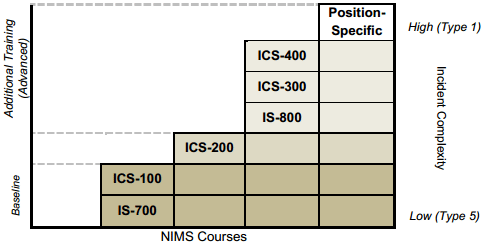 Position-
Specific
High (Type 1)
Additional Training
(Advanced)
ICS-400
ICS-300
IS-800
Incident Complexity
ICS-200
ICS-100
Baseline
IS-700
Low (Type 5)
NIMS Courses